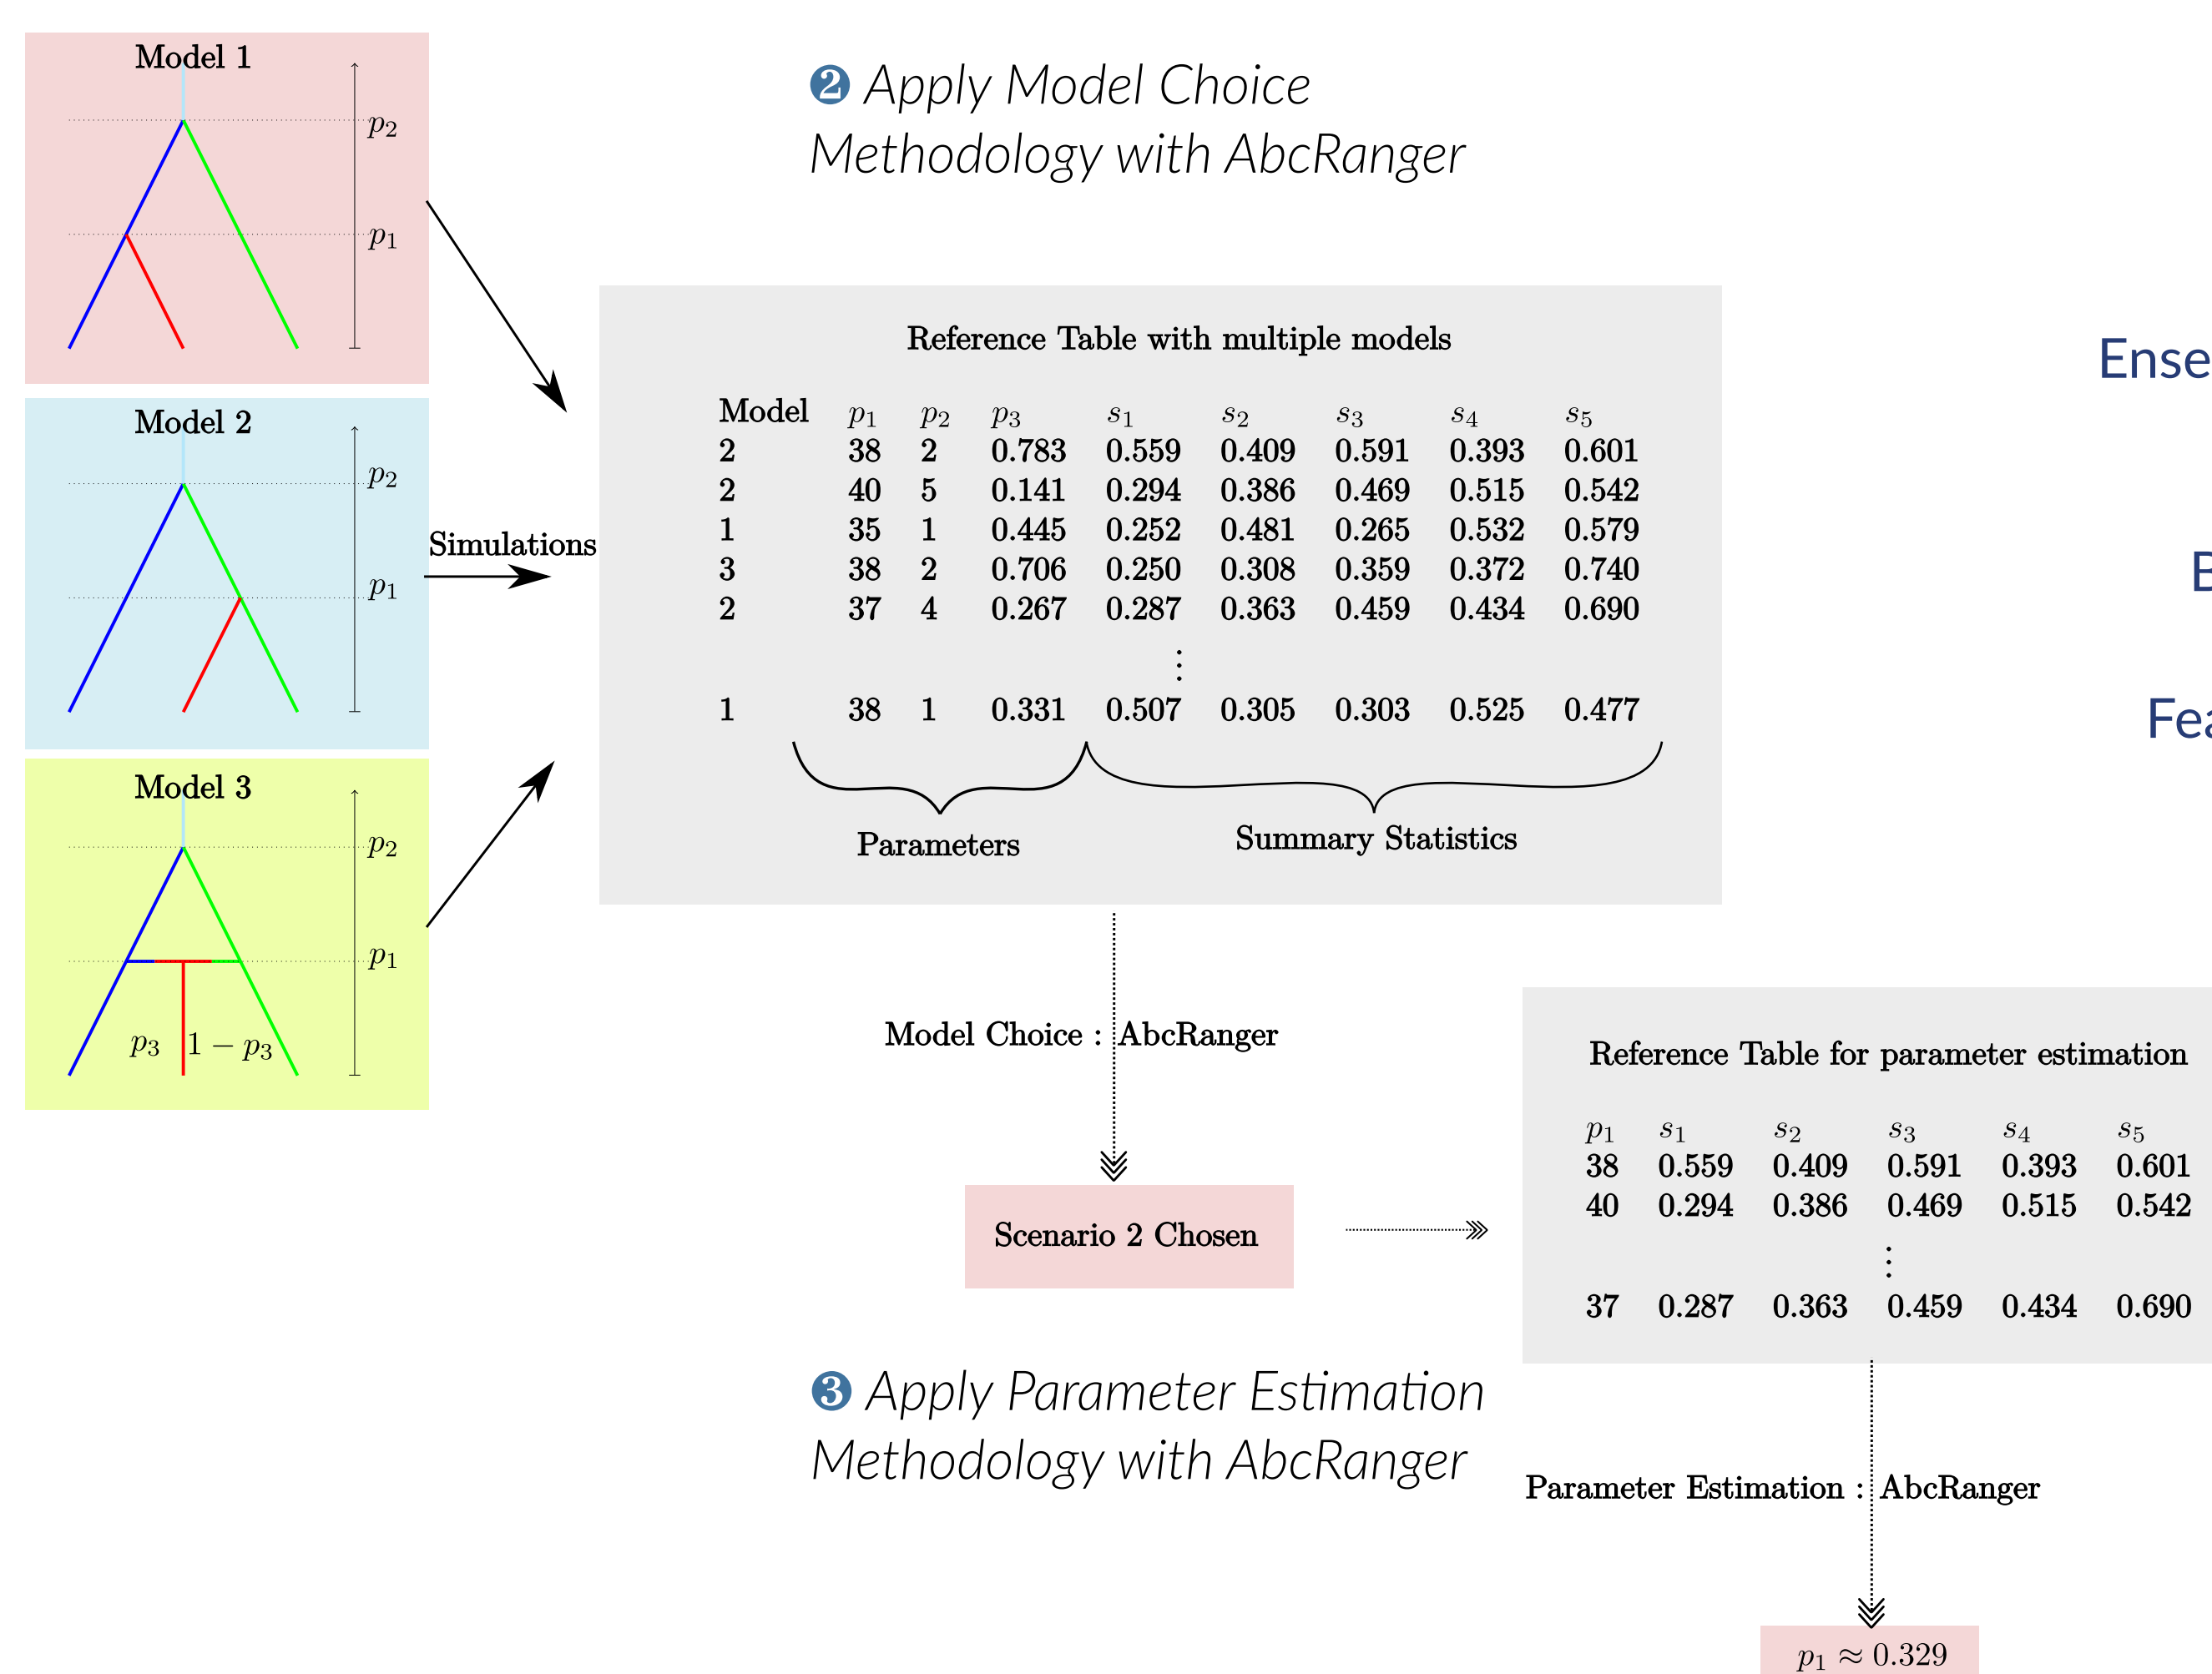 Model 1
p₂
p₁
Model 2
p₂
p₁
Model 3
p₂
p₁
p₃ 1 − p₃
Simulations
❷ Apply Model Choice
Methodology with AbcRanger
Reference Table with multiple models
Model p₁ p₂ p₃ s₁ s₂ s₃ s₄ s₅
2 38 2 0.783 0.559 0.409 0.591 0.393 0.601
2 40 5 0.141 0.294 0.386 0.469 0.515 0.542
1 35 1 0.445 0.252 0.481 0.265 0.532 0.579
3 38 2 0.706 0.250 0.308 0.359 0.372 0.740
2 37 4 0.267 0.287 0.363 0.459 0.434 0.690
⋮
1 38 1 0.331 0.507 0.305 0.303 0.525 0.477
Parameters Summary Statistics
Model Choice : AbcRanger
Scenario 2 Chosen
Reference Table for parameter estimation
p₁ s₁ s₂ s₃ s₄ s₅
38 0.559 0.409 0.591 0.393 0.601
40 0.294 0.386 0.469 0.515 0.542
⋮
37 0.287 0.363 0.459 0.434 0.690
❸ Apply Parameter Estimation
Methodology with AbcRanger
Parameter Estimation : AbcRanger
p₁ ≈ 0.329